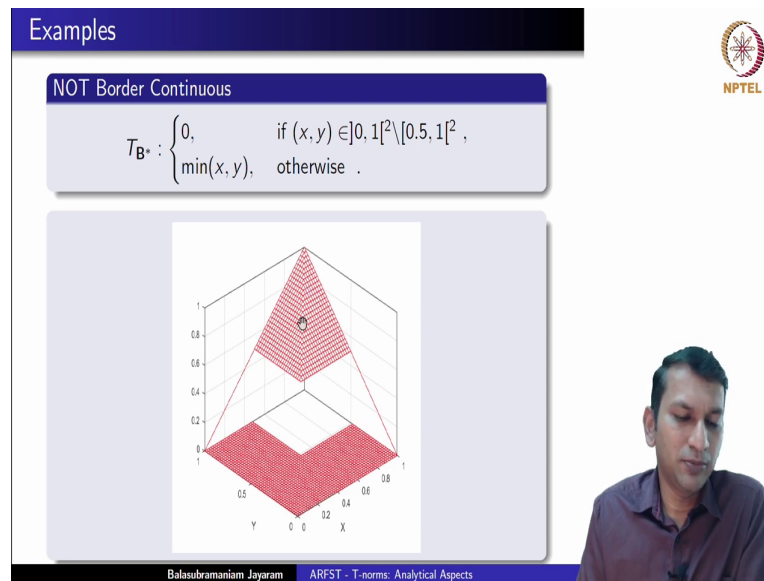 Examples
NPTEL
NOT Border Continuous
T_B* : { 0, if (x, y) ∈]0, 1[²\[0.5, 1[² ,
min(x, y), otherwise .
1
0.8
0.6
0.4
0.2
0
1
0.5
0
Y
0
0.2
0.4
0.6
0.8
1
X
Balasubramaniam Jayaram ARFST - T-norms: Analytical Aspects